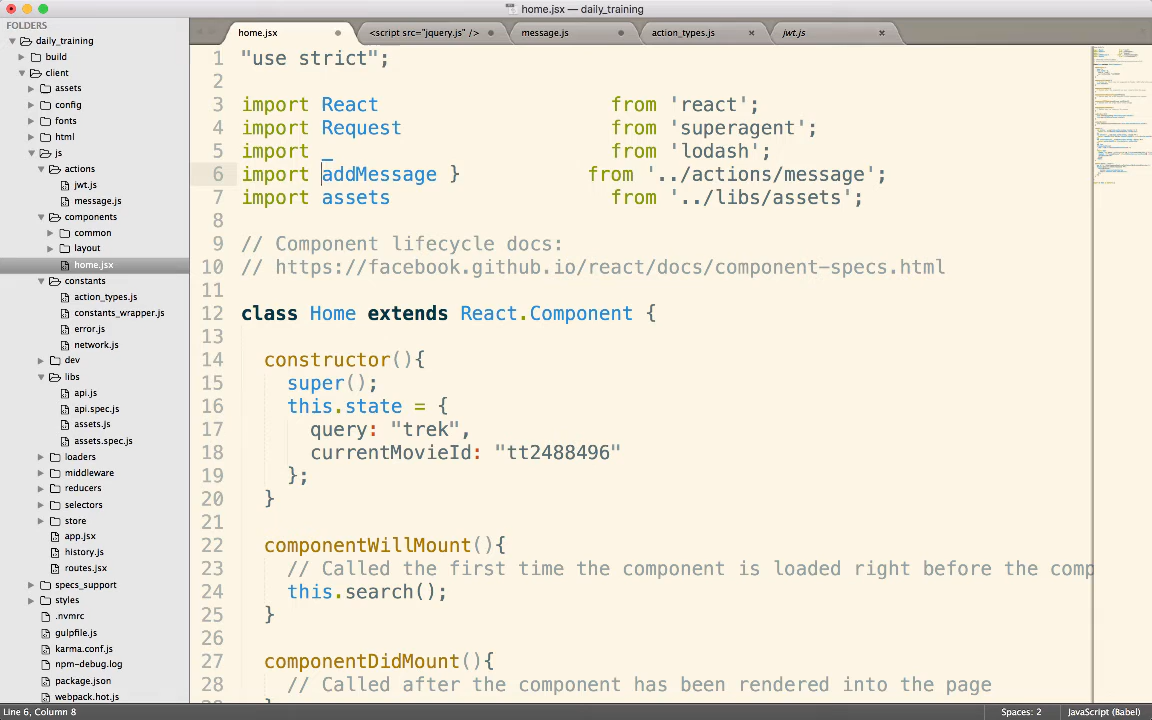 home.jsx — daily_training
FOLDERS
daily_training
build
client
assets
config
fonts
html
js
actions
jwt.js
message.js
components
common
layout
home.jsx
constants
action_types.js
constants_wrapper.js
error.js
network.js
dev
libs
api.js
api.spec.js
assets.js
assets.spec.js
loaders
middleware
reducers
selectors
store
app.jsx
history.js
routes.jsx
specs_support
styles
.nvmrc
gulpfile.js
karma.conf.js
npm-debug.log
package.json
webpack.hot.js
home.jsx
<script src="jquery.js" />
message.js
action_types.js
jwt.js
1 "use strict";
2
3 import React from 'react';
4 import Request from 'superagent';
5 import _ from 'lodash';
6 import addMessage } from '../actions/message';
7 import assets from '../libs/assets';
8
9 // Component lifecycle docs:
10 // https://facebook.github.io/react/docs/component-specs.html
11
12 class Home extends React.Component {
13
14 constructor(){
15 super();
16 this.state = {
17 query: "trek",
18 currentMovieId: "tt2488496"
19 };
20 }
21
22 componentWillMount(){
23 // Called the first time the component is loaded right before the comp
24 this.search();
25 }
26
27 componentDidMount(){
28 // Called after the component has been rendered into the page
Line 6, Column 8
Spaces: 2
JavaScript (Babel)